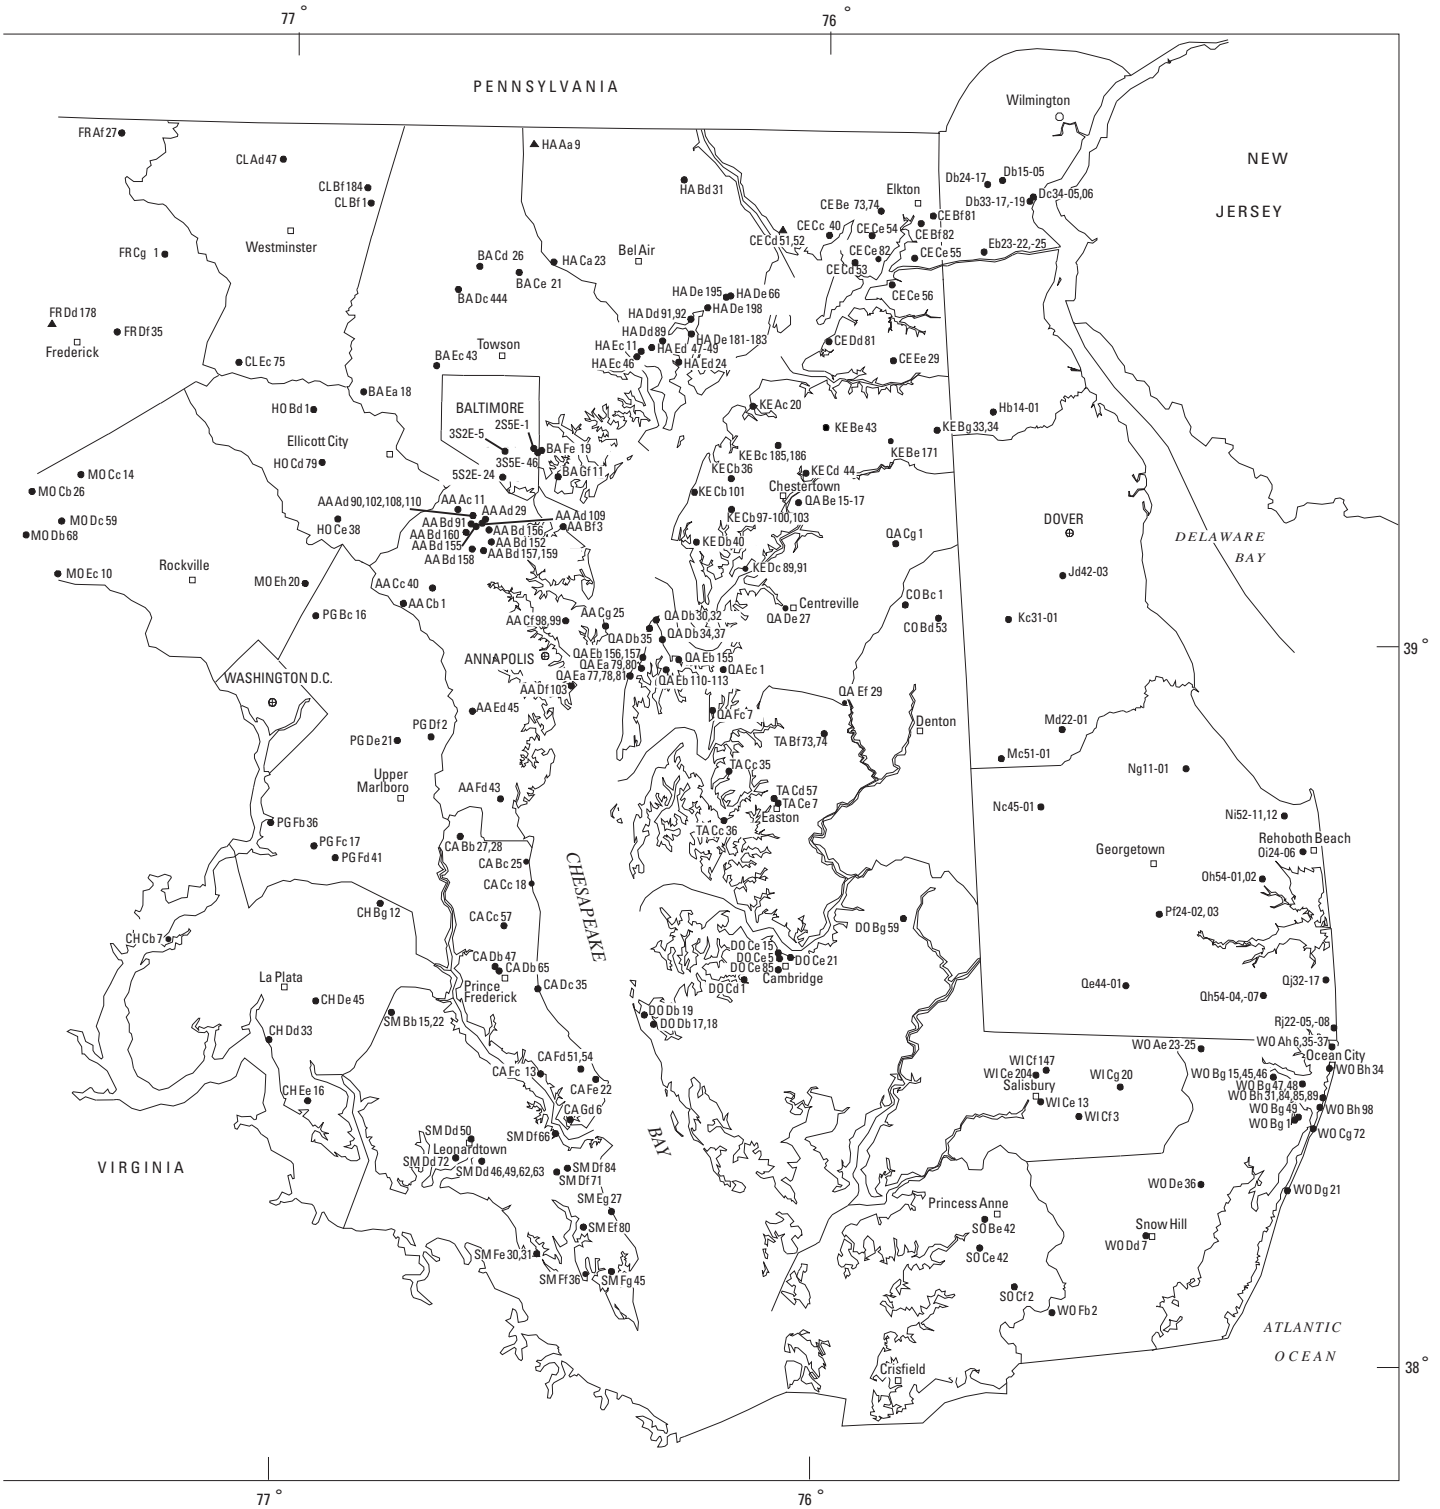 77°
76°
PENNSYLVANIA
Wilmington
NEW
JERSEY
FR Af 27
HA Aa 9
CL Ad 47
Db15-05
Db24-17
CL Bf 184
HA Bd 31
Elkton
Dc34-05,06
CL Bf 1
Db33-17,-19
CE Be 73,74
CE Bf 81
Westminster
CE Cc 40
CE Ce 54
CE Bf 82
CE Cd 51,52
Bel Air
Eb23-22,-25
FR Cg 1
BA Cd 26
HA Ca 23
CE Ce 82
CE Ce 55
CE Cd 53
BA Ce 21
BA Dc 444
HA De 195
HA De 66
CE Ce 56
HA De 198
FR Dd 178
HA Dd 91,92
FR Df 35
HA Dd 89
HA De 181-183
CE Dd 81
Frederick
Towson
HA Ec 11
HA Ed 47-49
CL Ec 75
BA Ec 43
HA Ec 46
HA Ed 24
CE Ee 29
BA Ea 18
HO Bd 1
BALTIMORE
KE Ac 20
Hb14-01
2S5E-1
3S2E-5
KE Be 43
KE Bg 33,34
Ellicott City
BA Fe 19
KE Bc 185,186
KE Be 171
HO Cd 79
3S5E-46
KE Cb 36
KE Cd 44
MO Cc 14
5S2E-24
BA Gf 11
Chestertown
MO Cb 26
KE Cb 101
QA Be 15-17
AA Ad 90,102,108,110
AA Ac 11
AA Ad 29
AA Ad 109
KE Cb 97-100,103
DOVER
MO Dc 59
HO Ce 38
AA Bd 91
AA Bf 3
MO Db 68
AA Bd 160
AA Bd 156
QA Cg 1
DELAWARE
BAY
AA Bd 155
AA Bd 152
KE Db 40
AA Bd 158
AA Bd 157,159
Rockville
MO Ec 10
KE Dc 89,91
Jd42-03
MO Eh 20
AA Cc 40
CO Bc 1
AA Cb 1
Centreville
PG Bc 16
AA Cf 98,99
AA Cg 25
QA Db 30,32
QA De 27
CO Bd 53
Kc31-01
QA Db 35
QA Db 34,37
39°
ANNAPOLIS
QA Eb 156,157
QA Eb 155
QA Ea 79,80
QA Ec 1
WASHINGTON D.C.
QA Ea 77,78,81
QA Eb 110-113
AA Df 103
QA Ef 29
AA Ed 45
QA Fc 7
Denton
Md22-01
PG Df 2
TA Bf 73,74
PG De 21
Mc51-01
TA Cc 35
Ng11-01
Upper
Marlboro
AA Fd 43
TA Cd 57
TA Ce 7
Nc45-01
Easton
Ni52-11,12
PG Fb 36
TA Cc 36
Rehoboth Beach
PG Fc 17
CA Bb 27,28
Georgetown
Oi24-06
PG Fd 41
CA Bc 25
CA Cc 18
CHESAPEAKE
Oh54-01,02
CH Bg 12
CA Cc 57
DO Bg 59
Pf24-02,03
CH Cb 7
DO Ce 15
CA Db 47
DO Ce 5
DO Ce 21
CA Db 65
DO Ce 85
La Plata
Prince
Frederick
Cambridge
CA Dc 35
DO Cd 1
Qe44-01
Qj32-17
CH De 45
Qh54-04,-07
SM Bb 15,22
DO Db 19
DO Db 17,18
Rj22-05,-08
CH Dd 33
WO Ae 23-25
WO Ah 6,35-37
CA Fd 51,54
WI Cf 147
Ocean City
CA Fc 13
WI Ce 204
WI Cg 20
WO Bg 15,45,46
WO Bh 34
CA Fe 22
Salisbury
WO Bg 47,48
CH Ee 16
WI Ce 13
WO Bh 31,84,85,89
CA Gd 6
WI Cf 3
WO Bg 49
WO Bh 98
WO Bg 1
SM Dd 50
SM Df 66
WO Cg 72
BAY
Leonardtown
VIRGINIA
SM Dd 72
SM Dd 46,49,62,63
SM Df 84
SM Df 71
WO De 36
WO Dg 21
SM Eg 27
Princess Anne
SM Ef 80
SO Be 42
Snow Hill
WO Dd 7
SM Fe 30,31
SO Ce 42
SM Ff 36
SM Fg 45
SO Cf 2
WO Fb 2
ATLANTIC
OCEAN
Crisfield
38°
77°
76°